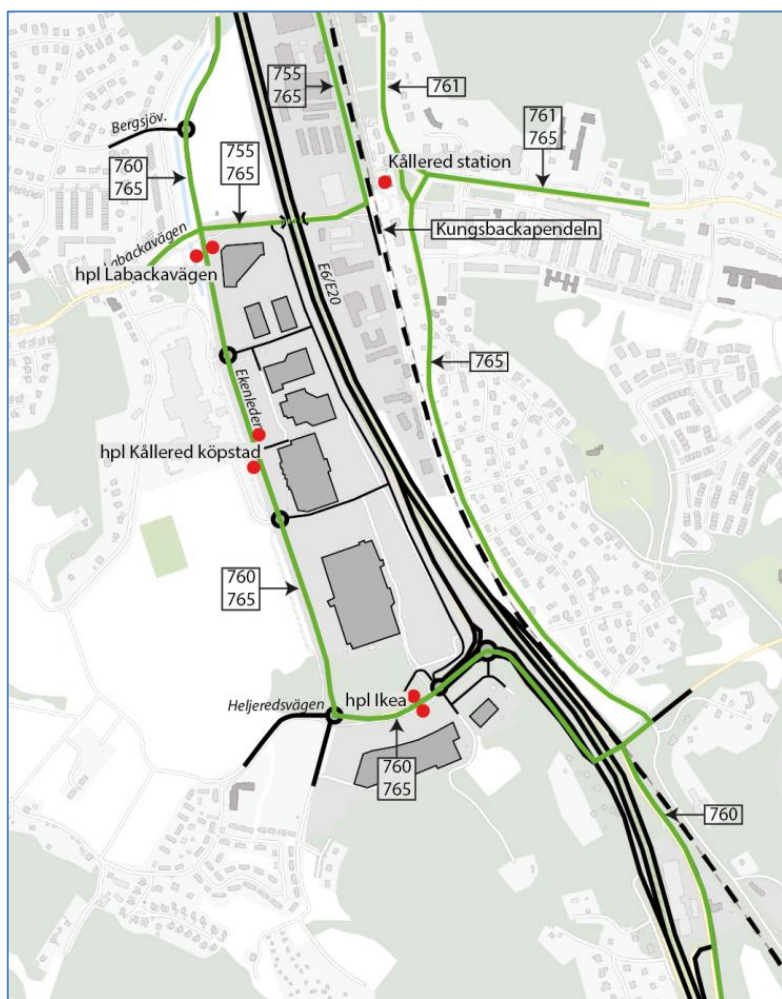 755
765
761
Bergsjöv.
761
765
760
765
755
765
Kållered station
Labackavägen
Kungsbackapendeln
hpl Labackavägen
E6/E20
765
Ekenleden
hpl Kållered köpstad
760
765
Heljeredsvägen
hpl Ikea
760
765
760